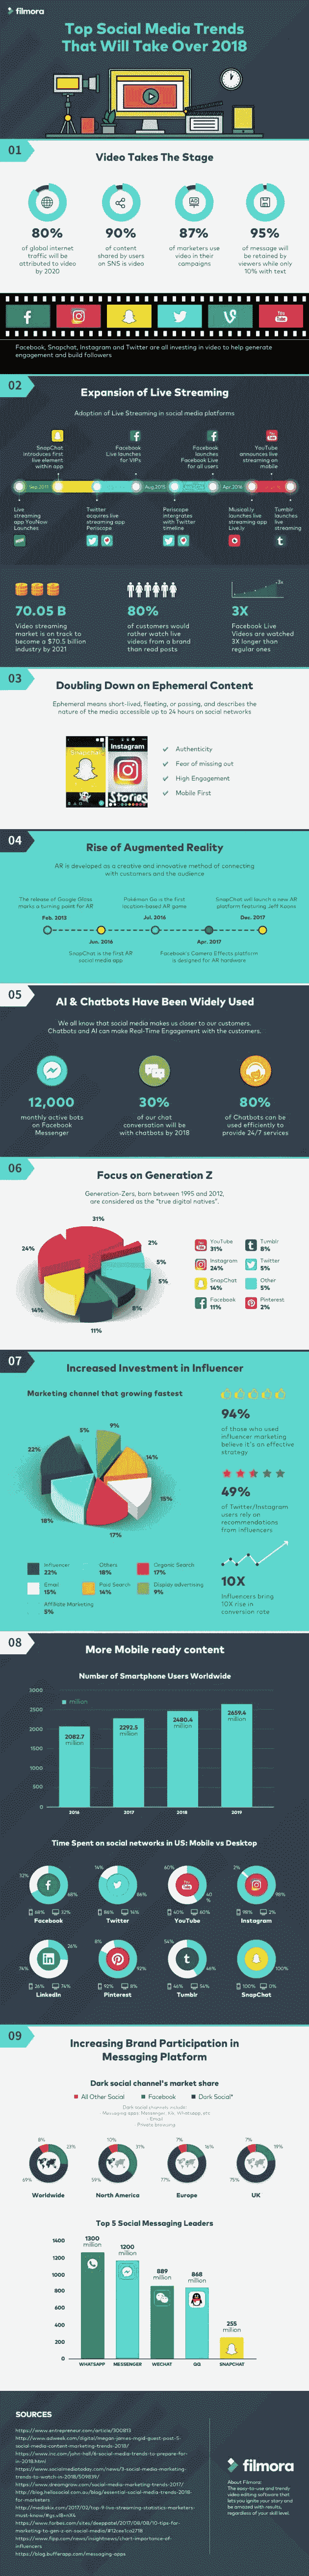 filmora
Top Social Media Trends
That Will Take Over 2018
01
Video Takes The Stage
80%
of global internet
traffic will be
attributed to video
by 2020
90%
of content
shared by users
on SNS is video
87%
of marketers use
video in their
campaigns
95%
of message will
be retained by
viewers while only
10% with text
You
Tube
Facebook, Snapchat, Instagram and Twitter are all investing in video to help generate
engagement and build followers
02
Expansion of Live Streaming
Adoption of Live Streaming in social media platforms
SnapChat
introduces first
live element
within app
Facebook
Live launches
for VIPs
Facebook
launches
Facebook Live
for all users
YouTube
announces live
streaming on
mobile
Sep.2011
Aug.2015
Apr.2016
Live
streaming
app YouNow
Launches
Twitter
acquires live
streaming app
Periscope
Periscope
intergrates
with Twitter
timeline
Musical.ly
launches live
streaming app
Live.ly
Tumblr
launches
live
streaming
70.05 B
Video streaming
market is on track to
become a $70.5 billion
industry by 2021
80%
of customers would
rather watch live
videos from a brand
than read posts
3x
3X
Facebook Live
Videos are watched
3X longer than
regular ones
03
Doubling Down on Ephemeral Content
Ephemeral means short-lived, fleeting, or passing, and describes the
nature of the media accessible up to 24 hours on social networks
Instagram
Stories
Authenticity
Fear of missing out
High Engagement
Mobile First
04
Rise of Augmented Reality
AR is developed as a creative and innovative method of connecting
with customers and the audience
The release of Google Glass
marks a turning point for AR
Pokémon Go is the first
location-based AR game
SnapChat will launch a new AR
platform featuring Jeff Koons
Feb. 2013
Jul. 2016
Dec. 2017
Jun. 2016
Apr. 2017
SnapChat is the first AR
social media app
Facebook's Camera Effects platform
is designed for AR hardware
05
AI & Chatbots Have Been Widely Used
We all know that social media makes us closer to our customers.
Chatbots and AI can make Real-Time Engagement with the customers.
12,000
monthly active bots
on Facebook
Messenger
30%
of our chat
conversation will be
with chatbots by 2018
80%
of Chatbots can be
used efficiently to
provide 24/7 services
06
Focus on Generation Z
Generation-Zers, born between 1995 and 2012,
are considered as the "true digital natives".
31%
24%
2%
5%
5%
8%
14%
11%
YouTube
31%
Tumblr
8%
Instagram
24%
Twitter
5%
SnapChat
14%
Other
5%
Facebook
11%
Pinterest
2%
07
Increased Investment in Influencer
Marketing channel that growing fastest
5%
9%
22%
14%
15%
18%
17%
Influencer
22%
Others
18%
Organic Search
17%
Email
15%
Paid Search
14%
Display advertising
9%
Affiliate Marketing
5%
94%
of those who used
influencer marketing
believe it's an effective
strategy
49%
of Twitter/Instagram
users rely on
recommendations
from influencers
10X
Influencers bring
10X rise in
conversion rate
08
More Mobile ready content
Number of Smartphone Users Worldwide
million
3000
2500
2000
1500
1000
500
0
2082.7
million
2292.5
million
2480.4
million
2659.4
million
2016
2017
2018
2019
Time Spent on social networks in US: Mobile vs Desktop
32%
68%
68% 32%
Facebook
14%
86%
86% 14%
Twitter
60%
40
%
40% 60%
YouTube
2%
98%
98% 2%
Instagram
26%
74%
26% 74%
LinkedIn
8%
92%
92% 8%
Pinterest
54%
46%
46% 54%
Tumblr
100%
100% 0%
SnapChat
09
Increasing Brand Participation in
Messaging Platform
Dark social channel's market share
All Other Social
Facebook
Dark Social*
Dark social channels include:
- Email
- Private browsing
8%
23%
69%
Worldwide
10%
31%
59%
North America
7%
16%
77%
Europe
7%
19%
75%
UK
Top 5 Social Messaging Leaders
1400
1200
1000
800
600
400
200
0
1300
million
1200
million
889
million
868
million
255
million
WHATSAPP
MESSENGER
WECHAT
QQ
SNAPCHAT
SOURCES
https://www.entrepreneur.com/article/300813
filmora
About Filmora:
The easy-to-use and trendy
video editing software that
lets you ignite your story and
be amazed with results,
regardless of your skill level.